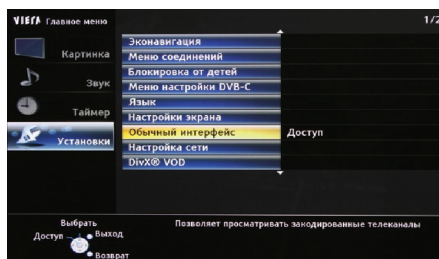 VIERA Главное меню
1/2
Картинка
Звук
Таймер
Установки
Эконавигация
Меню соединений
Блокировка от детей
Меню настройки DVB-C
Язык
Настройки экрана
Обычный интерфейс Доступ
Настройка сети
DivX® VOD
Выбрать
Доступ
Выход
Возврат
Позволяет просматривать закодированные телеканалы